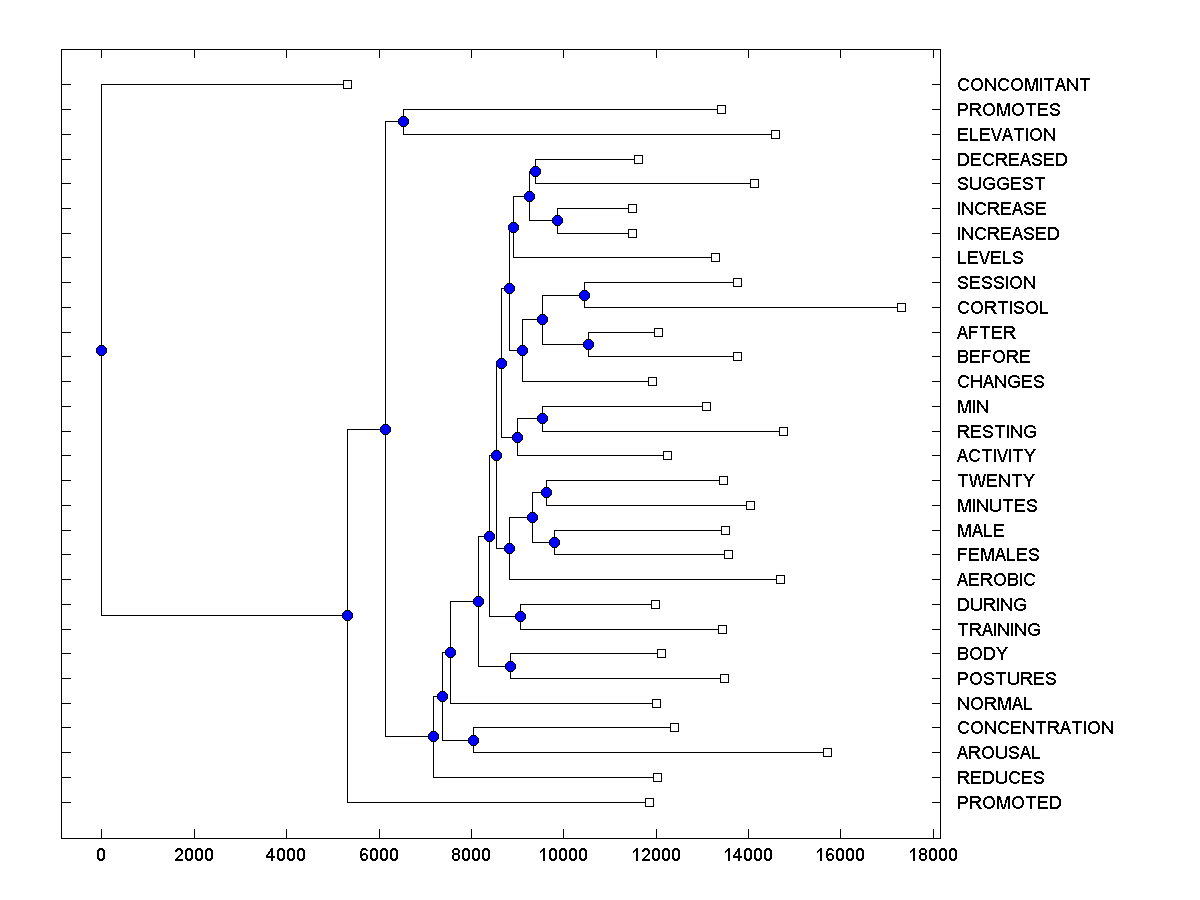 CONCOMITANT
PROMOTES
ELEVATION
DECREASED
SUGGEST
INCREASE
INCREASED
LEVELS
SESSION
CORTISOL
AFTER
BEFORE
CHANGES
MIN
RESTING
ACTIVITY
TWENTY
MINUTES
MALE
FEMALES
AEROBIC
DURING
TRAINING
BODY
POSTURES
NORMAL
CONCENTRATION
AROUSAL
REDUCES
PROMOTED
0 2000 4000 6000 8000 10000 12000 14000 16000 18000